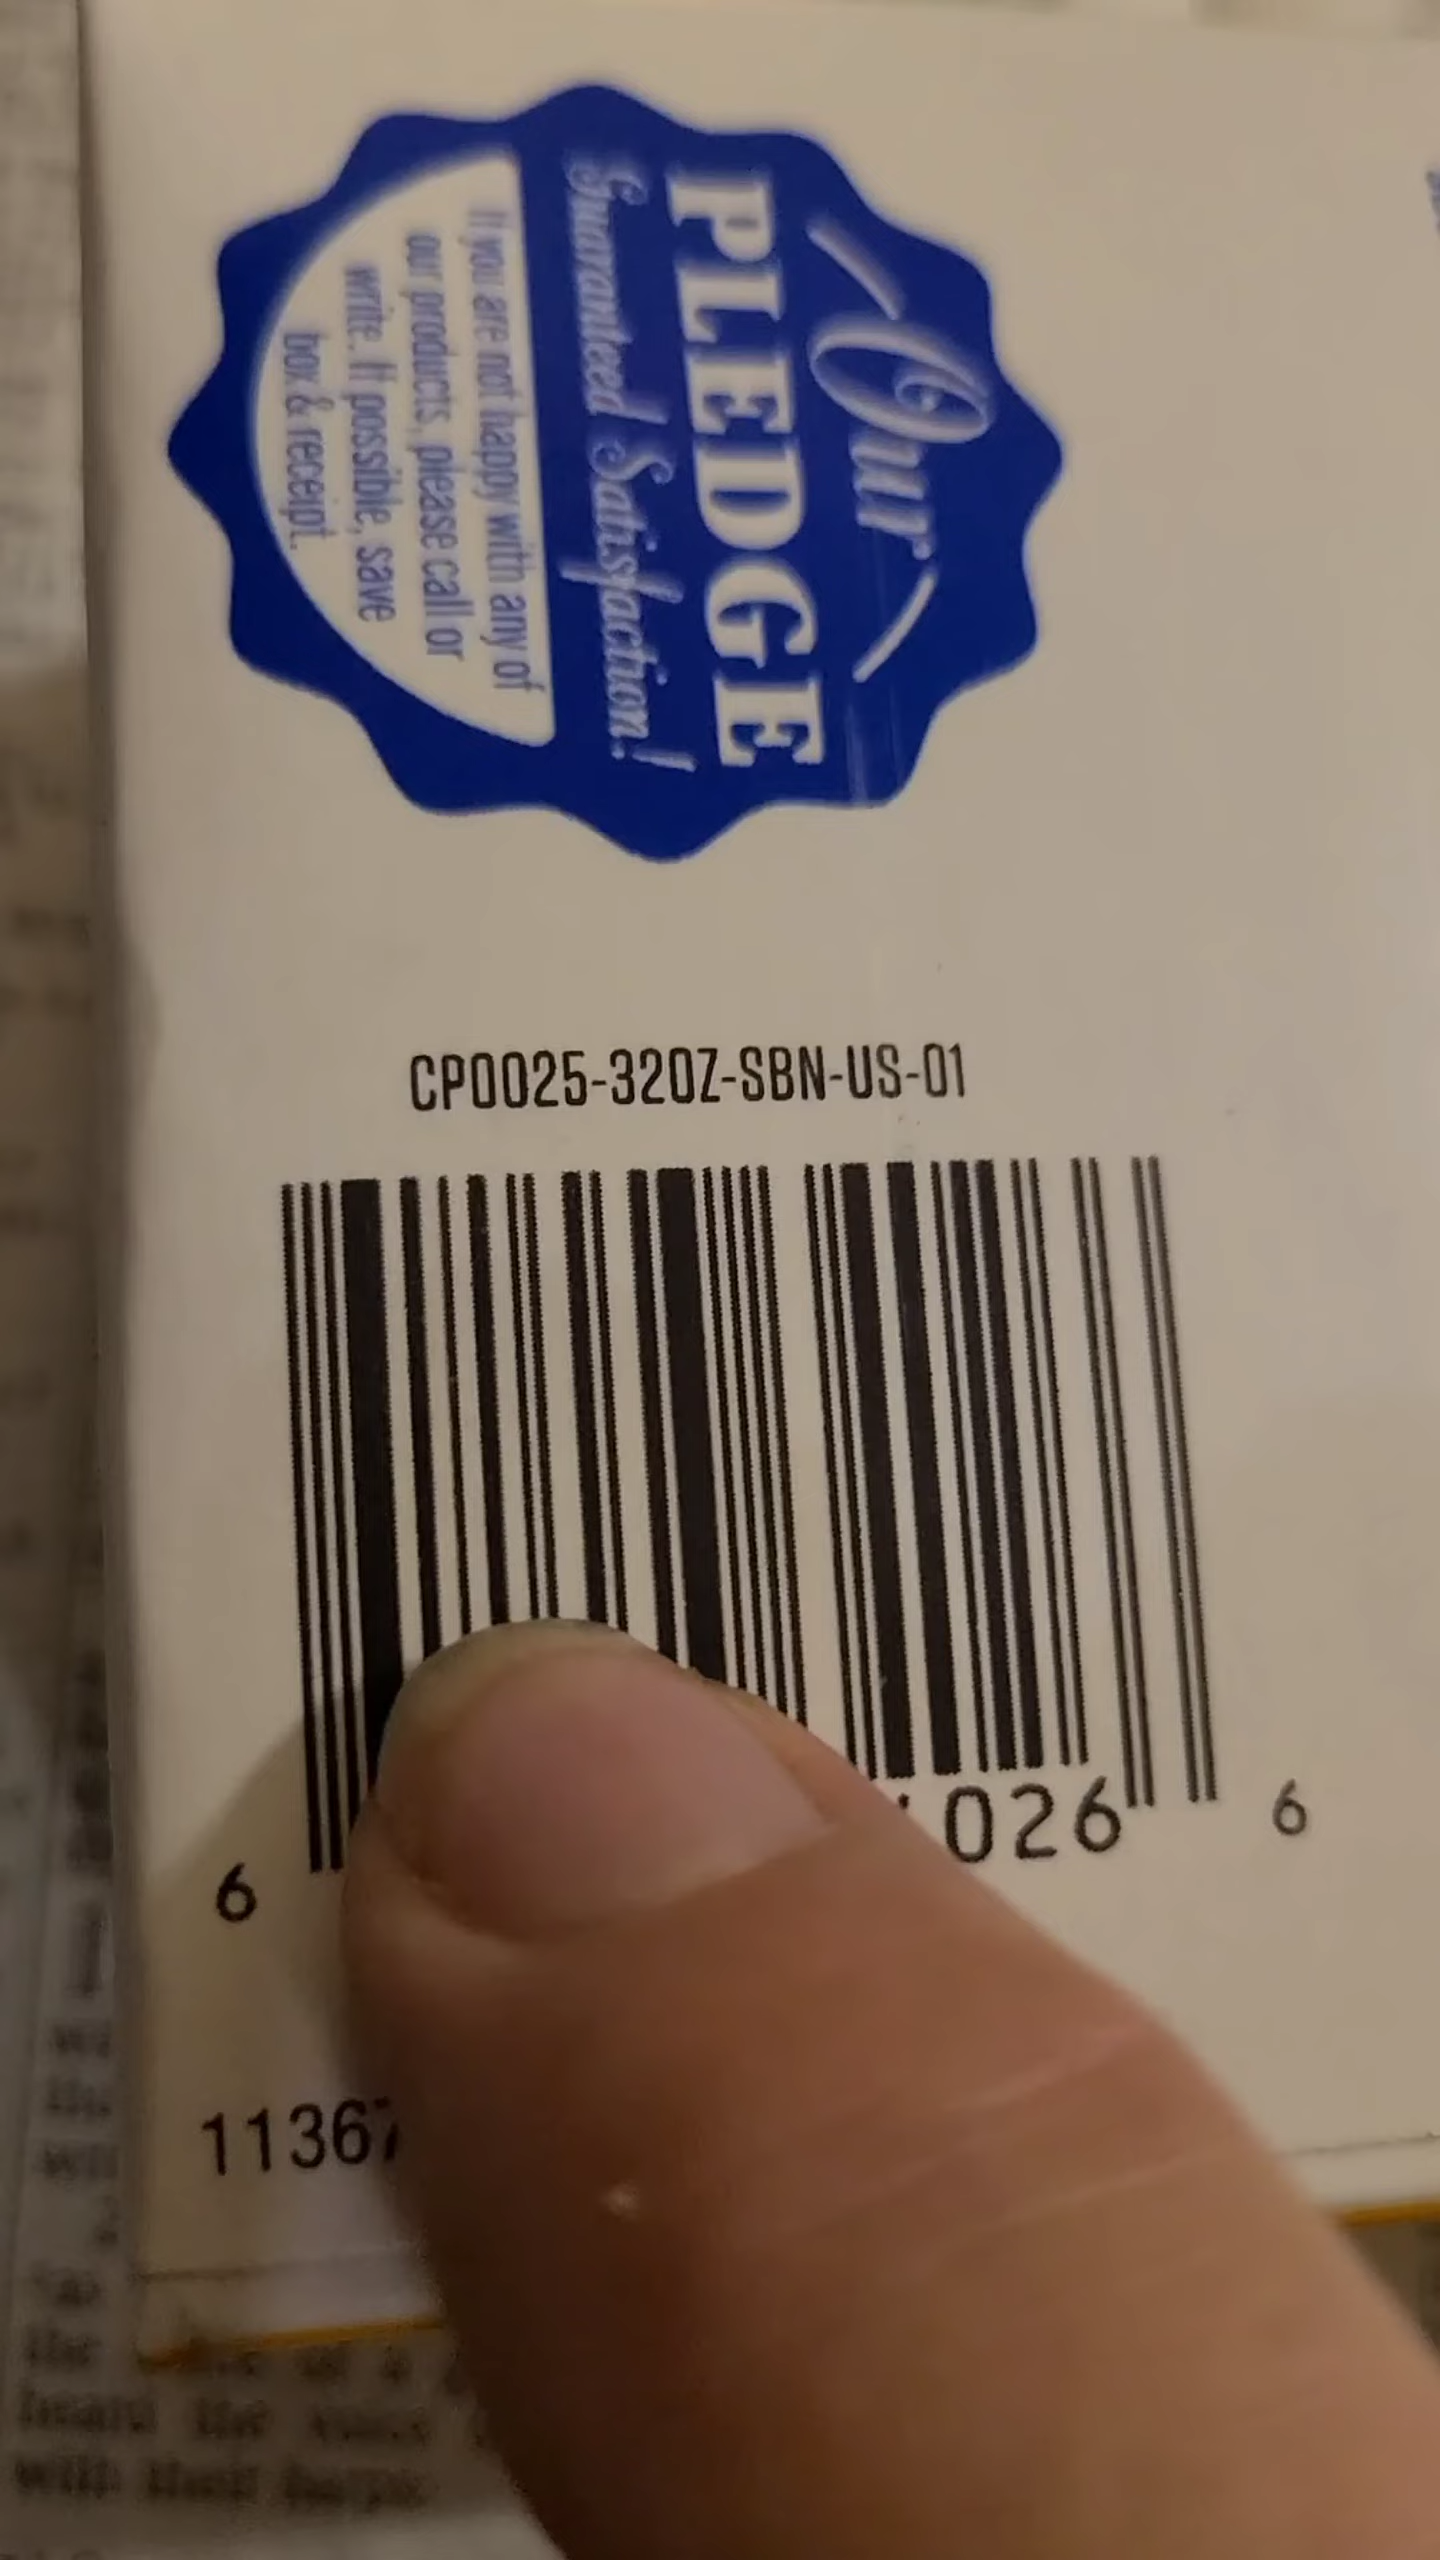 Our
PLEDGE
Guaranteed Satisfaction!
If you are not happy with any of
our products, please call or
write. If possible, save
box & receipt.
CP0025-32OZ-SBN-US-01
6 026 6
1136